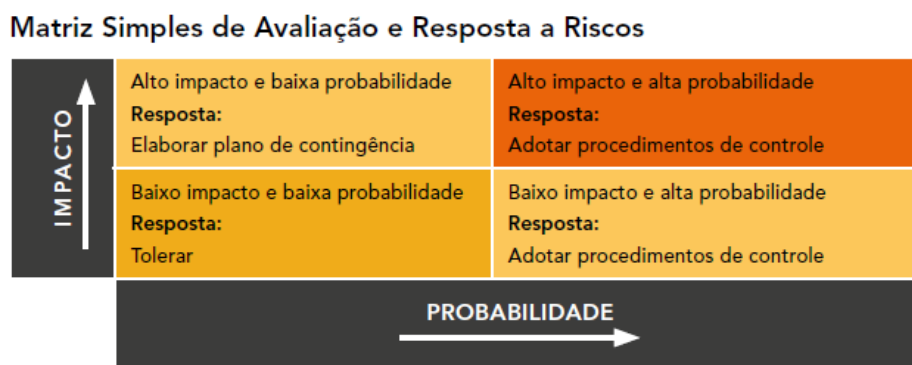 Matriz Simples de Avaliação e Resposta a Riscos
IMPACTO
Alto impacto e baixa probabilidade
Resposta:
Elaborar plano de contingência
Alto impacto e alta probabilidade
Resposta:
Adotar procedimentos de controle
Baixo impacto e baixa probabilidade
Resposta:
Tolerar
Baixo impacto e alta probabilidade
Resposta:
Adotar procedimentos de controle
PROBABILIDADE